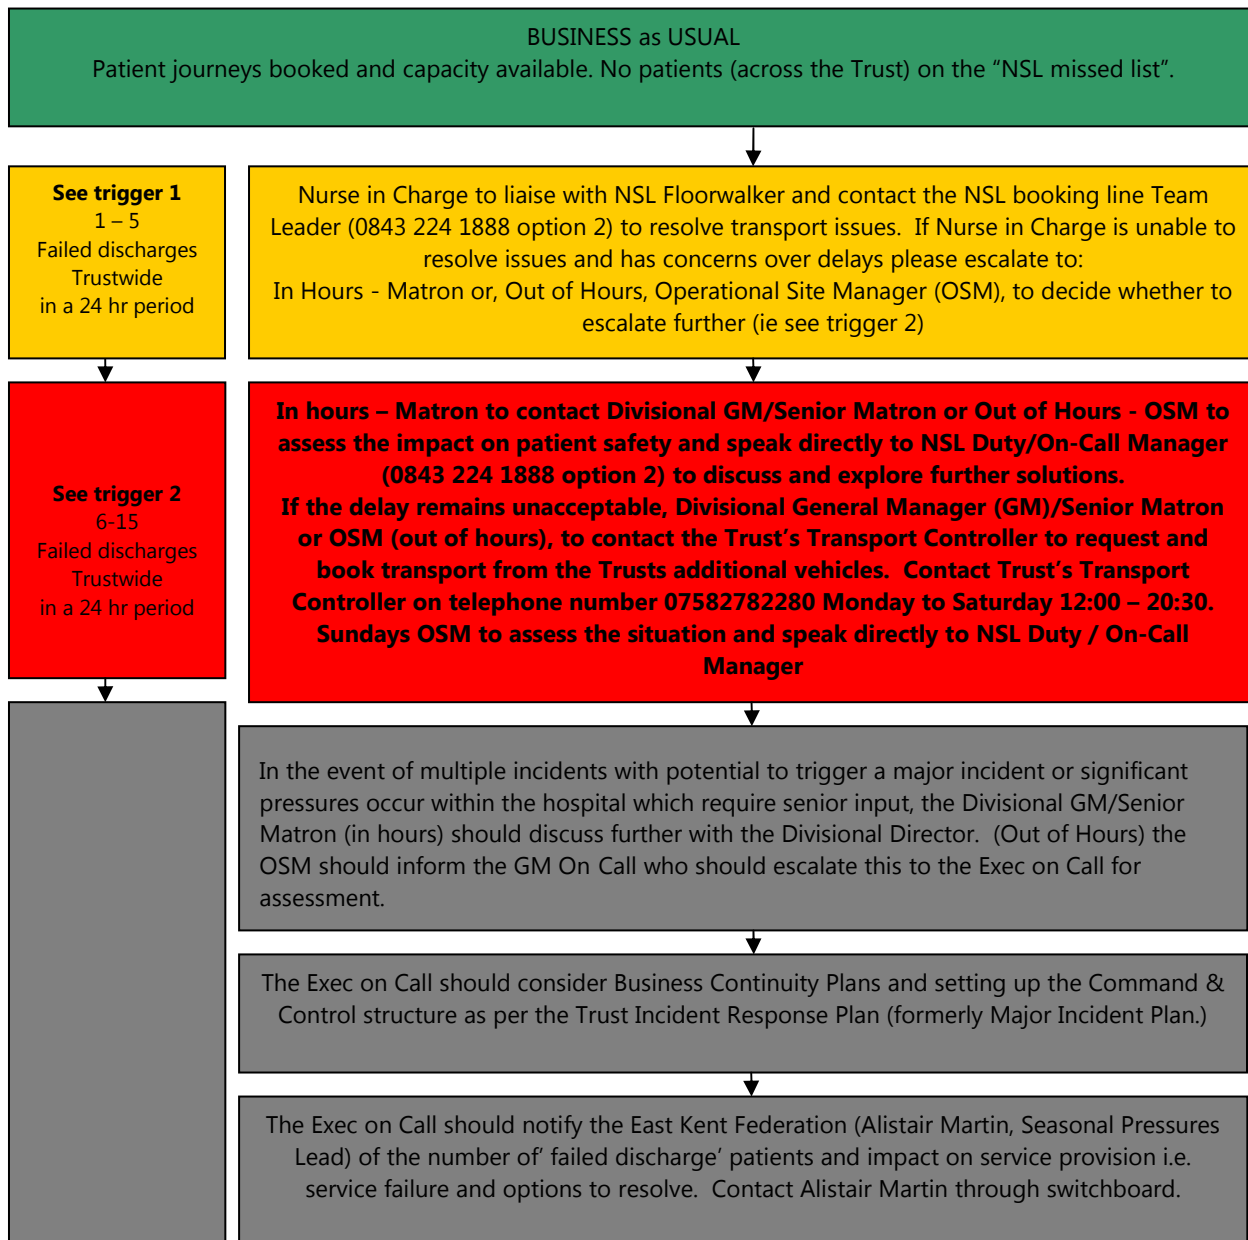 BUSINESS as USUAL
Patient journeys booked and capacity available. No patients (across the Trust) on the “NSL missed list”.
See trigger 1
1 – 5
Failed discharges
Trustwide
in a 24 hr period
Nurse in Charge to liaise with NSL Floorwalker and contact the NSL booking line Team
Leader (0843 224 1888 option 2) to resolve transport issues. If Nurse in Charge is unable to
resolve issues and has concerns over delays please escalate to:
In Hours - Matron or, Out of Hours, Operational Site Manager (OSM), to decide whether to
escalate further (ie see trigger 2)
See trigger 2
6-15
Failed discharges
Trustwide
in a 24 hr period
In hours – Matron to contact Divisional GM/Senior Matron or Out of Hours - OSM to
assess the impact on patient safety and speak directly to NSL Duty/On-Call Manager
(0843 224 1888 option 2) to discuss and explore further solutions.
If the delay remains unacceptable, Divisional General Manager (GM)/Senior Matron
or OSM (out of hours), to contact the Trust’s Transport Controller to request and
book transport from the Trusts additional vehicles. Contact Trust’s Transport
Controller on telephone number 07582782280 Monday to Saturday 12:00 – 20:30.
Sundays OSM to assess the situation and speak directly to NSL Duty / On-Call
Manager
In the event of multiple incidents with potential to trigger a major incident or significant
pressures occur within the hospital which require senior input, the Divisional GM/Senior
Matron (in hours) should discuss further with the Divisional Director. (Out of Hours) the
OSM should inform the GM On Call who should escalate this to the Exec on Call for
assessment.
The Exec on Call should consider Business Continuity Plans and setting up the Command &
Control structure as per the Trust Incident Response Plan (formerly Major Incident Plan.)
The Exec on Call should notify the East Kent Federation (Alistair Martin, Seasonal Pressures
Lead) of the number of’ failed discharge’ patients and impact on service provision i.e.
service failure and options to resolve. Contact Alistair Martin through switchboard.